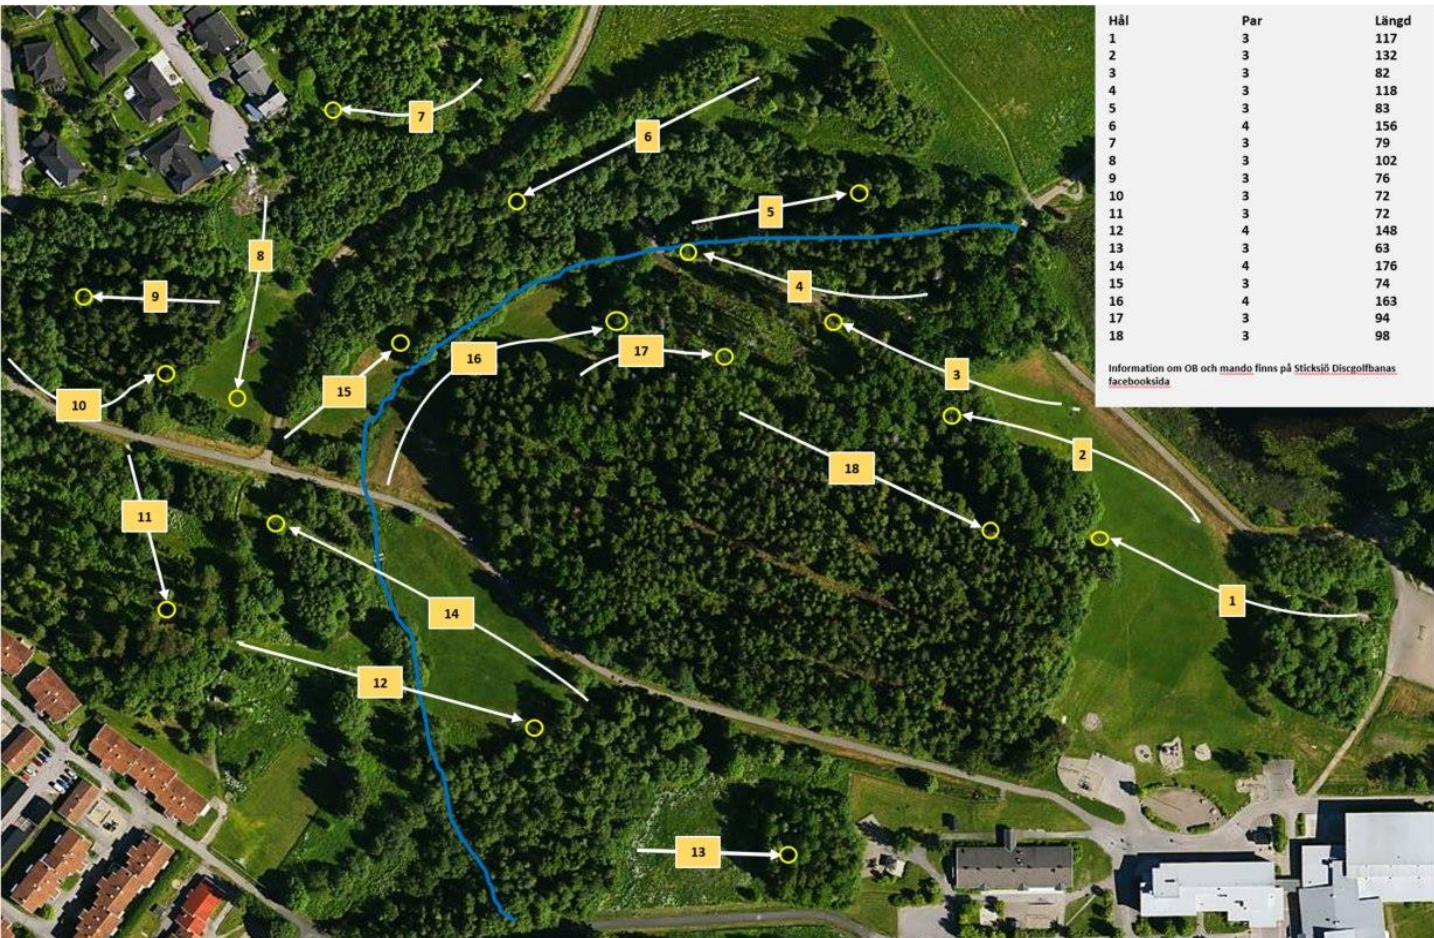 Hål Par Längd
1 3 117
2 3 132
3 3 82
4 3 118
5 3 83
6 4 156
7 3 79
8 3 102
9 3 76
10 3 72
11 3 72
12 4 148
13 3 63
14 4 176
15 3 74
16 4 163
17 3 94
18 3 98
Information om OB och mando finns på Sticksjö Discgolfbanas
facebooksida
7
6
5
8
4
9
16
17
3
15
10
2
18
11
1
14
12
13